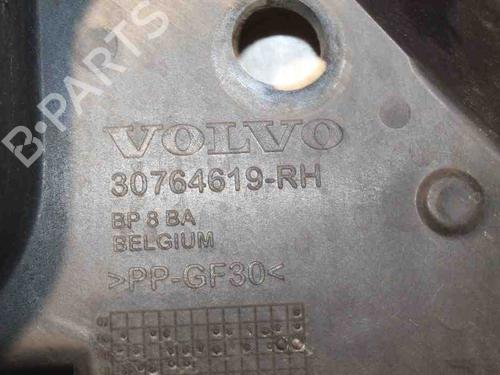 B-PARTS
VOLVO
30764619-RH
BP 8 BA
BELGIUM
>PP-GF30<